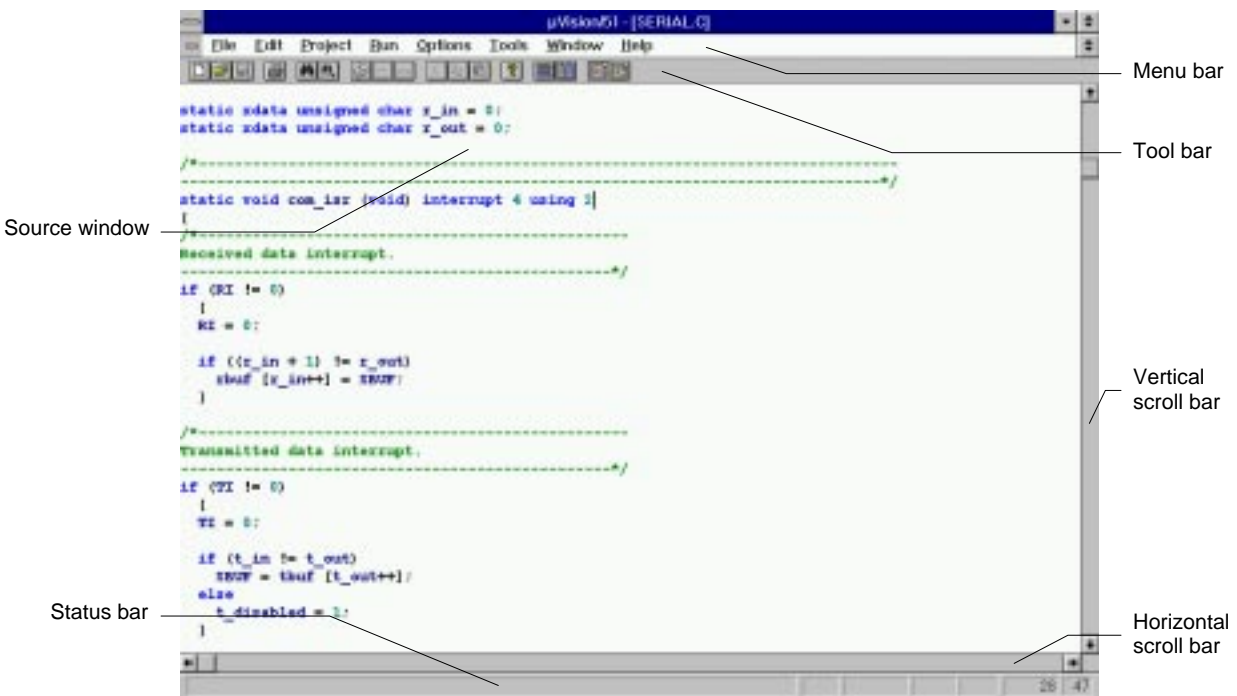 µVision/51 - [SERIAL.C]
File Edit Project Run Options Tools Window Help
Menu bar
Tool bar
static xdata unsigned char r_in = 0;
static xdata unsigned char r_out = 0;
/*------------------------------------------------------------------------------
------------------------------------------------------------------------------*/
static void com_isr (void) interrupt 4 using 1
{
Source window
/*------------------------------------------------
Received data interrupt.
------------------------------------------------*/
if (RI != 0)
{
RI = 0;
if ((r_in + 1) != r_out)
rbuf [r_in++] = SBUF;
}
Vertical
scroll bar
/*------------------------------------------------
Transmitted data interrupt.
------------------------------------------------*/
if (TI != 0)
{
TI = 0;
if (t_in != t_out)
SBUF = tbuf [t_out++];
else
t_disabled = 1;
}
Status bar
Horizontal
scroll bar
28 47